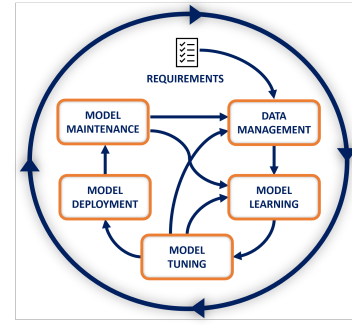 REQUIREMENTS
MODEL
MAINTENANCE
DATA
MANAGEMENT
MODEL
DEPLOYMENT
MODEL
LEARNING
MODEL
TUNING